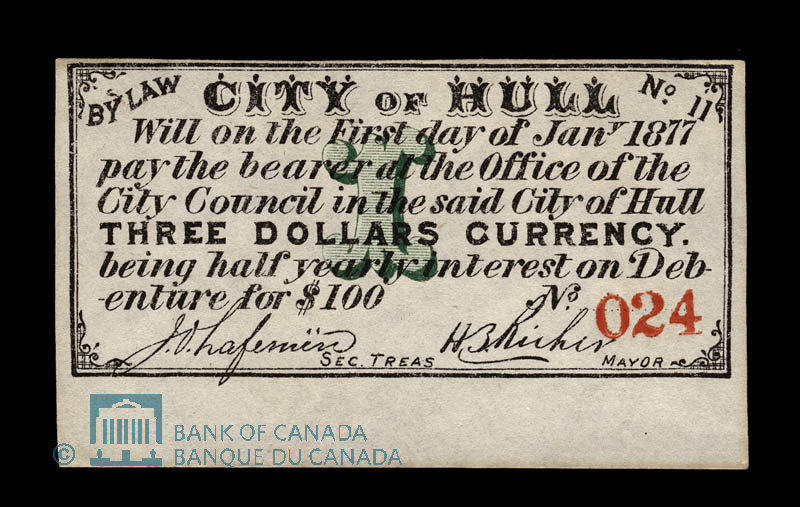 BY LAW CITY OF HULL No. 11
Will on the First day of Jany 1877
pay the bearer at the Office of the
City Council in the said City of Hull
THREE DOLLARS CURRENCY.
being half yearly interest on Deb-
-enture for $100 No. 024
1
SEC. TREAS MAYOR
© BANK OF CANADA
BANQUE DU CANADA